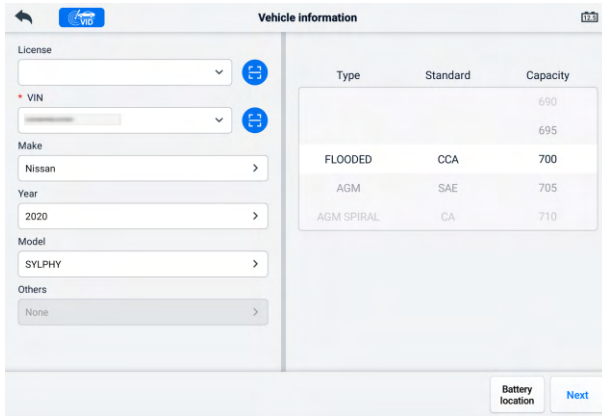 VID
Vehicle information
License
* VIN
Make
Nissan
Year
2020
Model
SYLPHY
Others
None
Type Standard Capacity
690
695
FLOODED CCA 700
AGM SAE 705
AGM SPIRAL CA 710
Battery location
Next